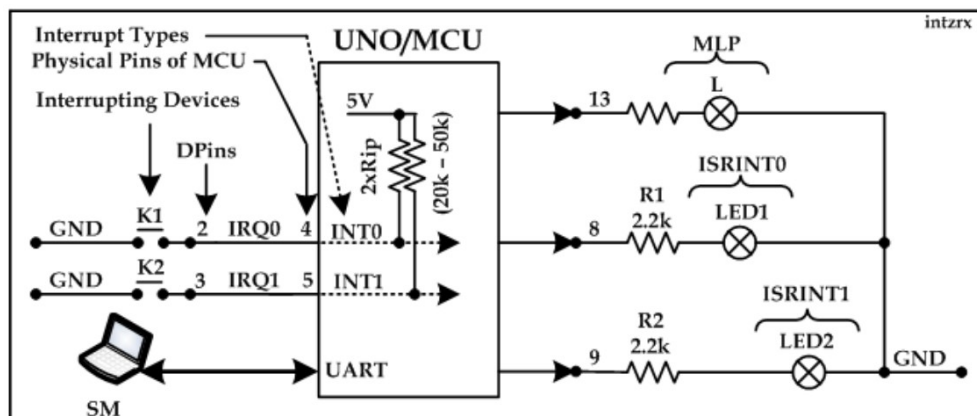 intzrx
Interrupt Types
Physical Pins of MCU
Interrupting Devices
DPins
UNO/MCU
5V
2xRip
(20k – 50k)
GND
K1
2
IRQ0
4
INT0
GND
K2
3
IRQ1
5
INT1
SM
UART
MLP
13
L
ISRINT0
R1
LED1
8
2.2k
ISRINT1
R2
LED2
9
2.2k
GND